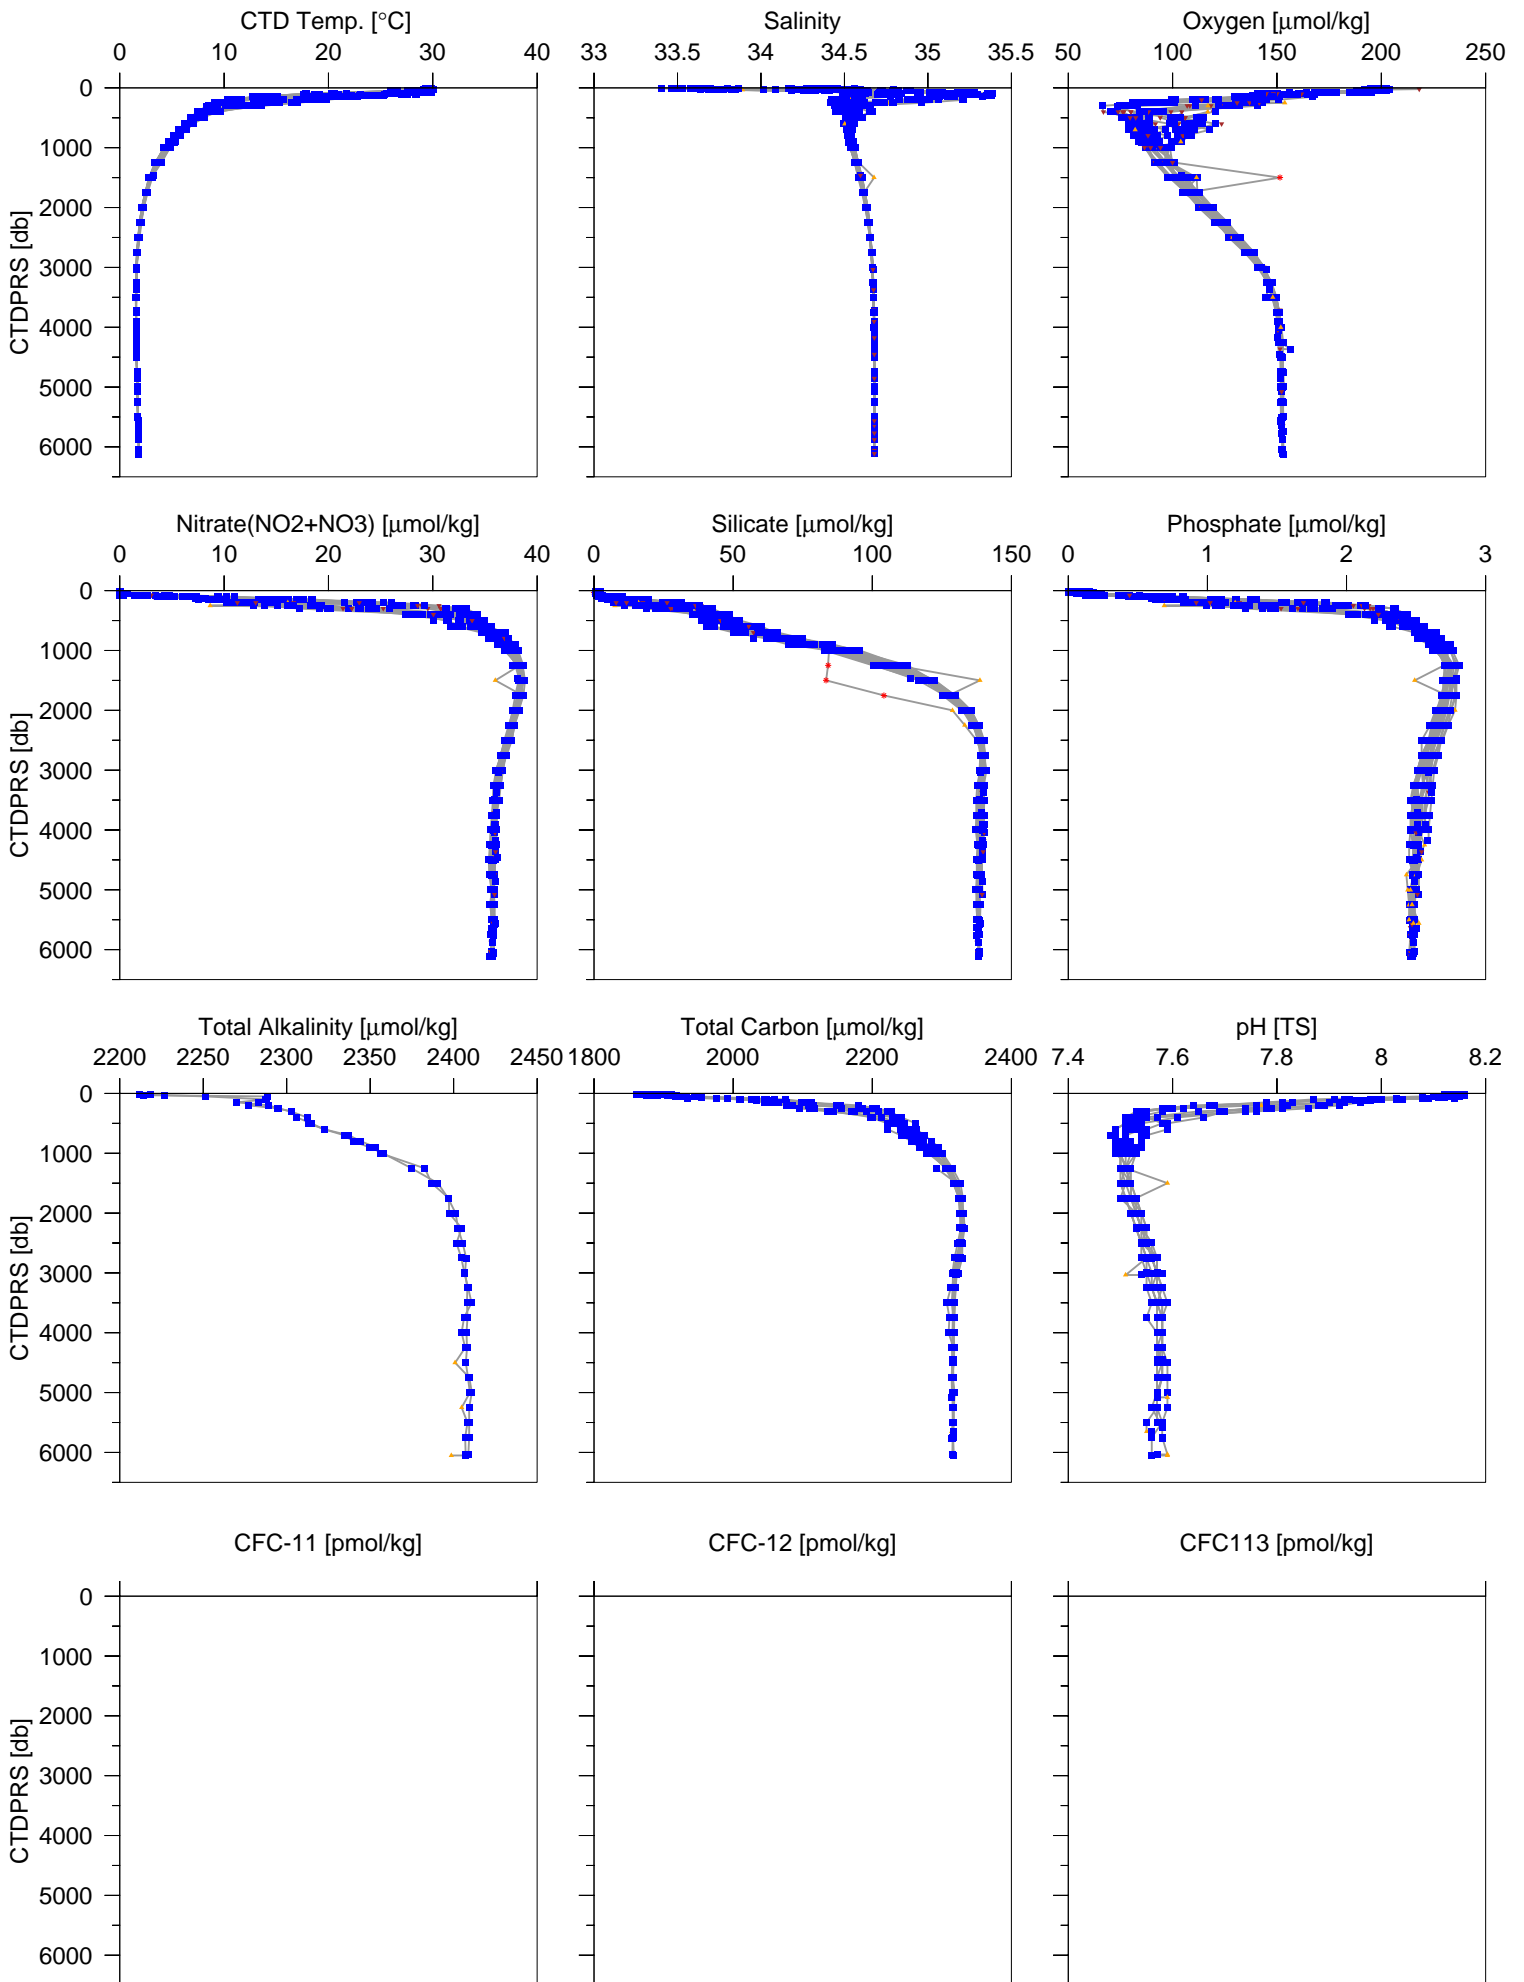 CTD Temp. [°C] Salinity Oxygen [µmol/kg]
0 10 20 30 40 33 33.5 34 34.5 35 35.5 50 100 150 200 250
0
1000
2000
3000
4000
5000
6000
CTDPRS [db]
Nitrate(NO2+NO3) [µmol/kg] Silicate [µmol/kg] Phosphate [µmol/kg]
0 10 20 30 40 0 50 100 150 0 1 2 3
0
1000
2000
3000
4000
5000
6000
CTDPRS [db]
Total Alkalinity [µmol/kg] Total Carbon [µmol/kg] pH [TS]
2200 2250 2300 2350 2400 2450 1800 2000 2200 2400 7.4 7.6 7.8 8 8.2
0
1000
2000
3000
4000
5000
6000
CTDPRS [db]
CFC-11 [pmol/kg] CFC-12 [pmol/kg] CFC113 [pmol/kg]
0
1000
2000
3000
4000
5000
6000
CTDPRS [db]